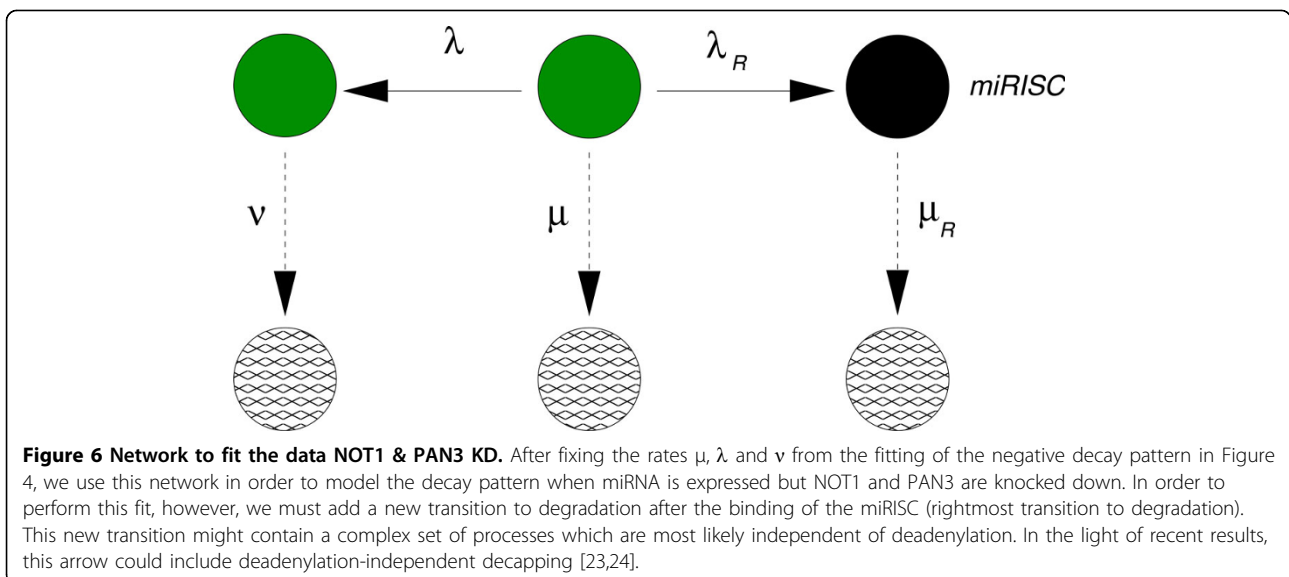 λ
λR
miRISC
ν
μ
μR
Figure 6 Network to fit the data NOT1 & PAN3 KD. After fixing the rates μ, λ and ν from the fitting of the negative decay pattern in Figure
4, we use this network in order to model the decay pattern when miRNA is expressed but NOT1 and PAN3 are knocked down. In order to
perform this fit, however, we must add a new transition to degradation after the binding of the miRISC (rightmost transition to degradation).
This new transition might contain a complex set of processes which are most likely independent of deadenylation. In the light of recent results,
this arrow could include deadenylation-independent decapping [23,24].